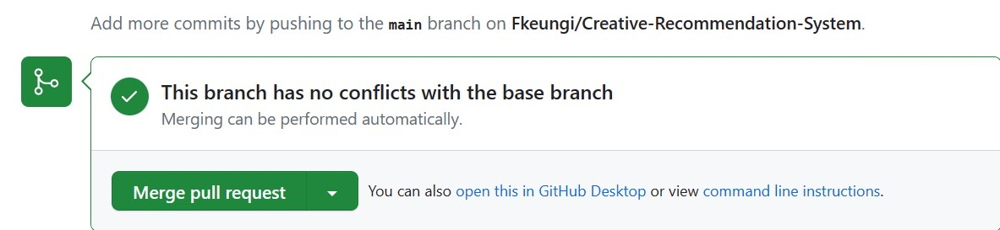 Add more commits by pushing to the main branch on Fkeungi/Creative-Recommendation-System.
This branch has no conflicts with the base branch
Merging can be performed automatically.
Merge pull request You can also open this in GitHub Desktop or view command line instructions.